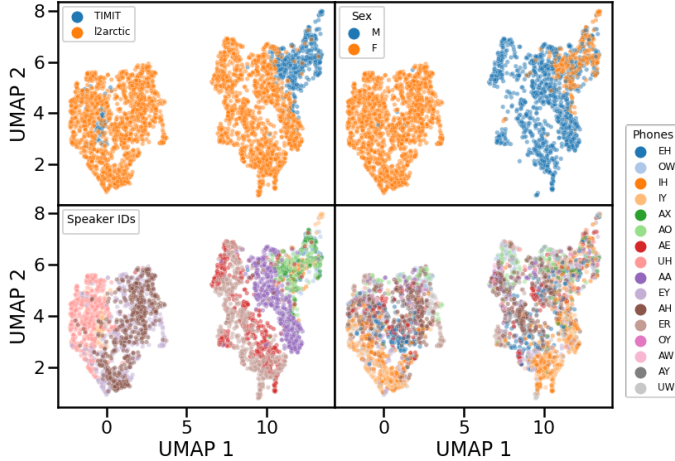 TIMIT
l2arctic
Sex
M
F
8
6
4
2
UMAP 2
Speaker IDs
8
6
4
2
UMAP 2
0
5
10
UMAP 1
0
5
10
UMAP 1
Phones
EH
OW
IH
IY
AX
AO
AE
UH
AA
EY
AH
ER
OY
AW
AY
UW